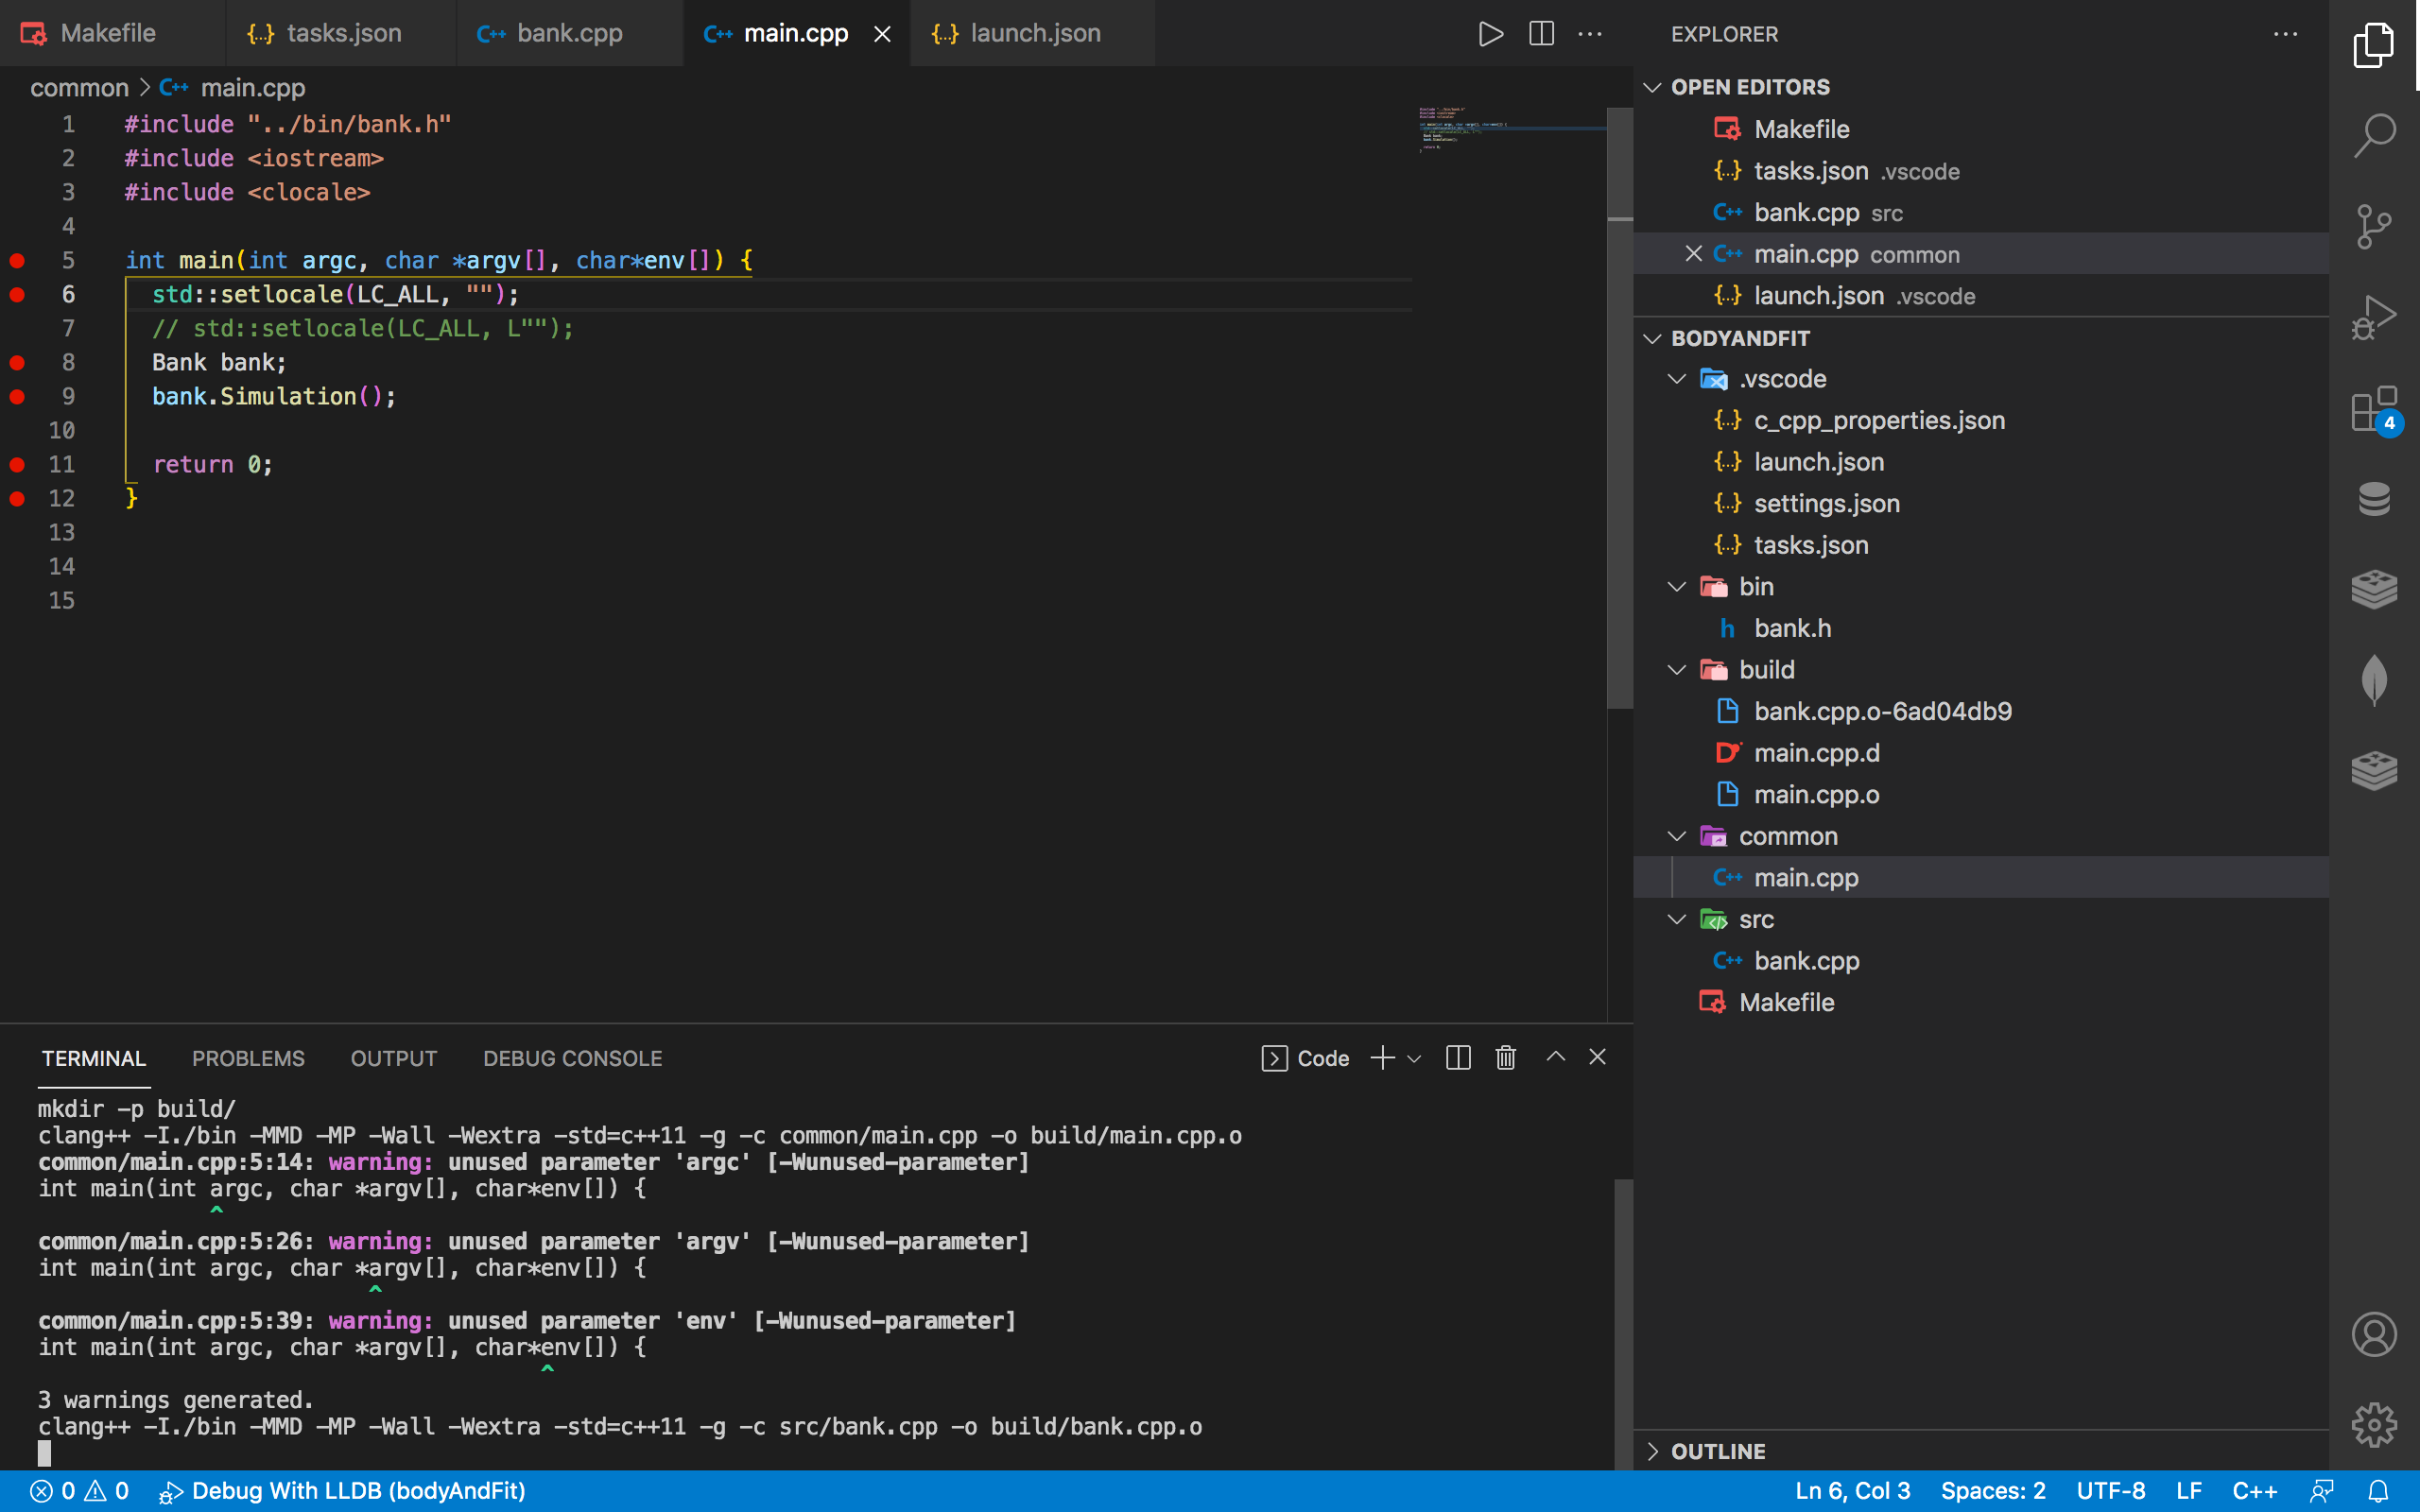 Makefile
tasks.json
bank.cpp
main.cpp
launch.json
common > main.cpp
1 #include "../bin/bank.h"
2 #include <iostream>
3 #include <clocale>
4
5 int main(int argc, char *argv[], char*env[]) {
6 std::setlocale(LC_ALL, "");
7 // std::setlocale(LC_ALL, L"");
8 Bank bank;
9 bank.Simulation();
10
11 return 0;
12 }
13
14
15
TERMINAL PROBLEMS OUTPUT DEBUG CONSOLE
Code
mkdir -p build/
clang++ -I./bin -MMD -MP -Wall -Wextra -std=c++11 -g -c common/main.cpp -o build/main.cpp.o
common/main.cpp:5:14: warning: unused parameter 'argc' [-Wunused-parameter]
int main(int argc, char *argv[], char*env[]) {
^
common/main.cpp:5:26: warning: unused parameter 'argv' [-Wunused-parameter]
int main(int argc, char *argv[], char*env[]) {
^
common/main.cpp:5:39: warning: unused parameter 'env' [-Wunused-parameter]
int main(int argc, char *argv[], char*env[]) {
^
3 warnings generated.
clang++ -I./bin -MMD -MP -Wall -Wextra -std=c++11 -g -c src/bank.cpp -o build/bank.cpp.o
EXPLORER
OPEN EDITORS
Makefile
tasks.json .vscode
bank.cpp src
main.cpp common
launch.json .vscode
BODYANDFIT
.vscode
c_cpp_properties.json
launch.json
settings.json
tasks.json
bin
bank.h
build
bank.cpp.o-6ad04db9
main.cpp.d
main.cpp.o
common
main.cpp
src
bank.cpp
Makefile
OUTLINE
4
0 0 Debug With LLDB (bodyAndFit)
Ln 6, Col 3 Spaces: 2 UTF-8 LF C++